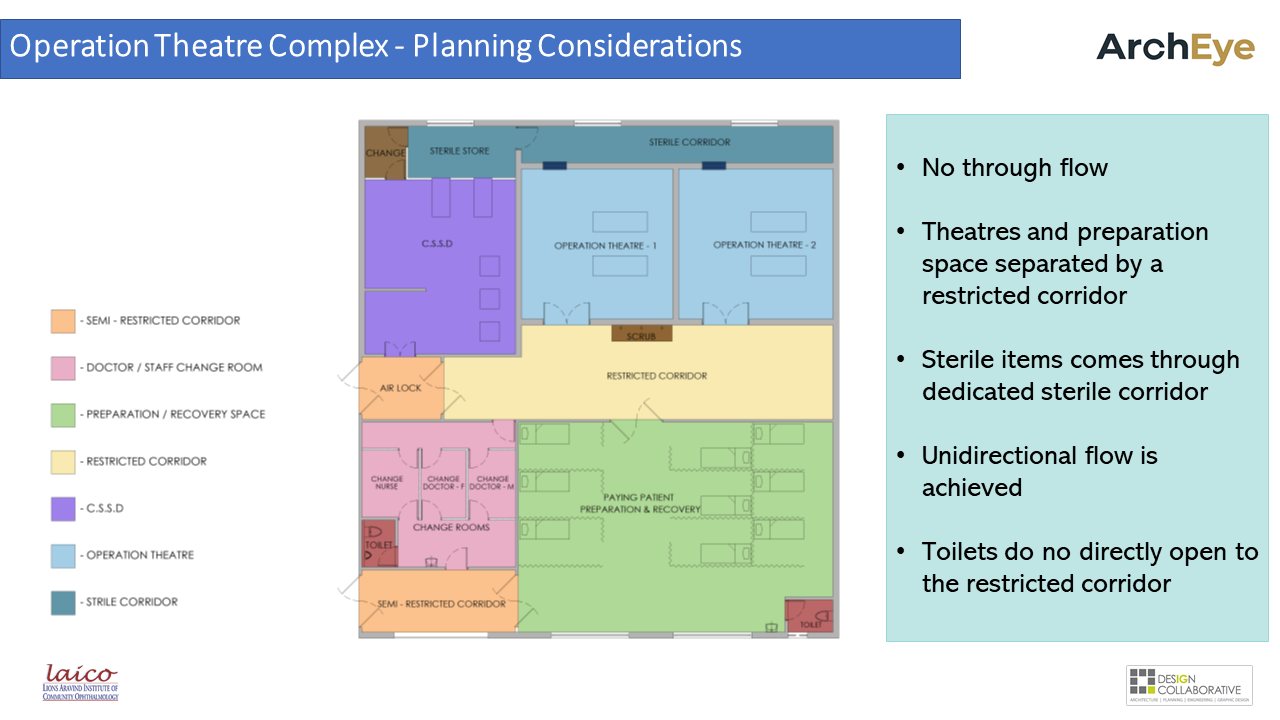 Operation Theatre Complex - Planning Considerations
ArchEye
CHANGE
STERILE STORE
STERILE CORRIDOR
C.S.S.D
OPERATION THEATRE - 1
OPERATION THEATRE - 2
SCRUB
AIR LOCK
RESTRICTED CORRIDOR
CHANGE
NURSE
CHANGE
DOCTOR - F
CHANGE
DOCTOR - M
CHANGE ROOMS
TOILET
PAYING PATIENT
PREPARATION & RECOVERY
SEMI - RESTRICTED CORRIDOR
TOILET
- SEMI - RESTRICTED CORRIDOR
- DOCTOR / STAFF CHANGE ROOM
- PREPARATION / RECOVERY SPACE
- RESTRICTED CORRIDOR
- C.S.S.D
- OPERATION THEATRE
- STRILE CORRIDOR
• No through flow
• Theatres and preparation
space separated by a
restricted corridor
• Sterile items comes through
dedicated sterile corridor
• Unidirectional flow is
achieved
• Toilets do no directly open to
the restricted corridor
laico
LIONS ARAVIND INSTITUTE OF
COMMUNITY OPHTHALMOLOGY
DESIGN
COLLABORATIVE
ARCHITECTURE | PLANNING | ENGINEERING | GRAPHIC DESIGN